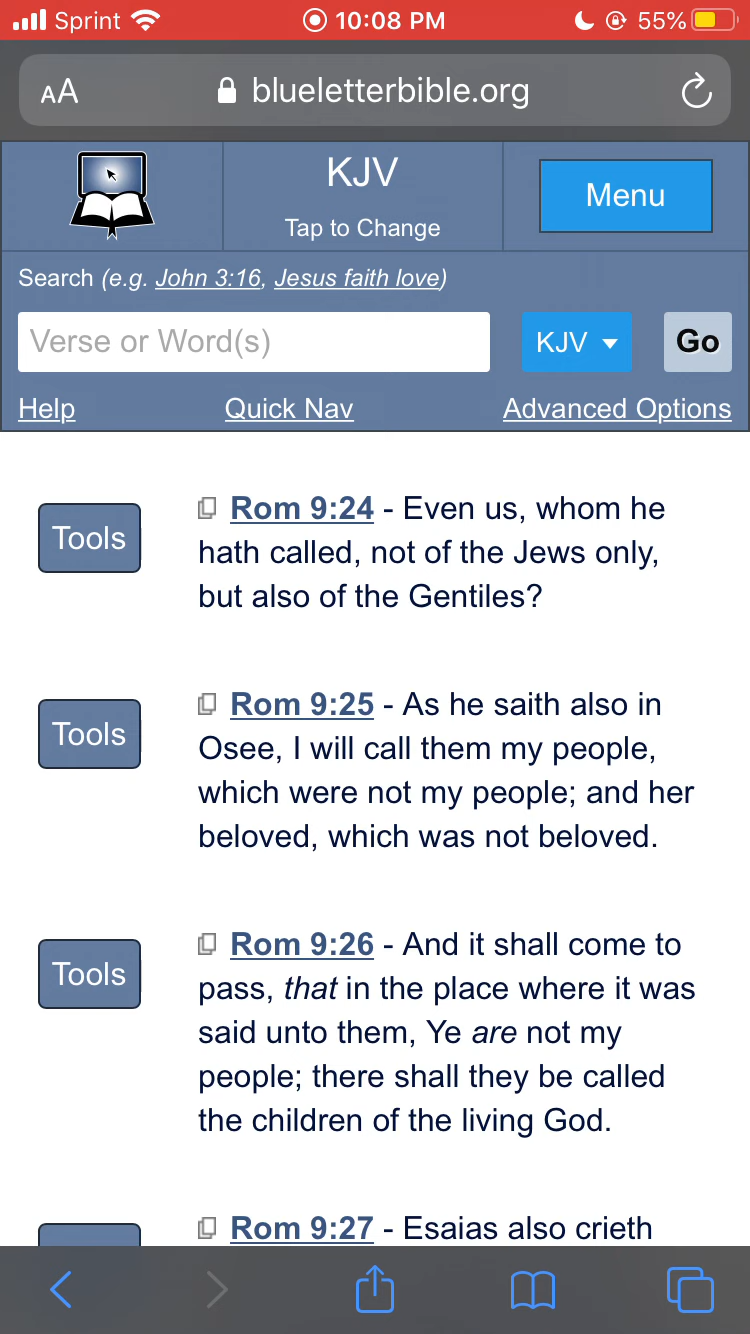 Sprint 10:08 PM 55%
AA blueletterbible.org
KJV
Tap to Change
Menu
Search (e.g. John 3:16, Jesus faith love)
Verse or Word(s) KJV Go
Help Quick Nav Advanced Options
Tools
Rom 9:24 - Even us, whom he
hath called, not of the Jews only,
but also of the Gentiles?
Tools
Rom 9:25 - As he saith also in
Osee, I will call them my people,
which were not my people; and her
beloved, which was not beloved.
Tools
Rom 9:26 - And it shall come to
pass, that in the place where it was
said unto them, Ye are not my
people; there shall they be called
the children of the living God.
Rom 9:27 - Esaias also crieth